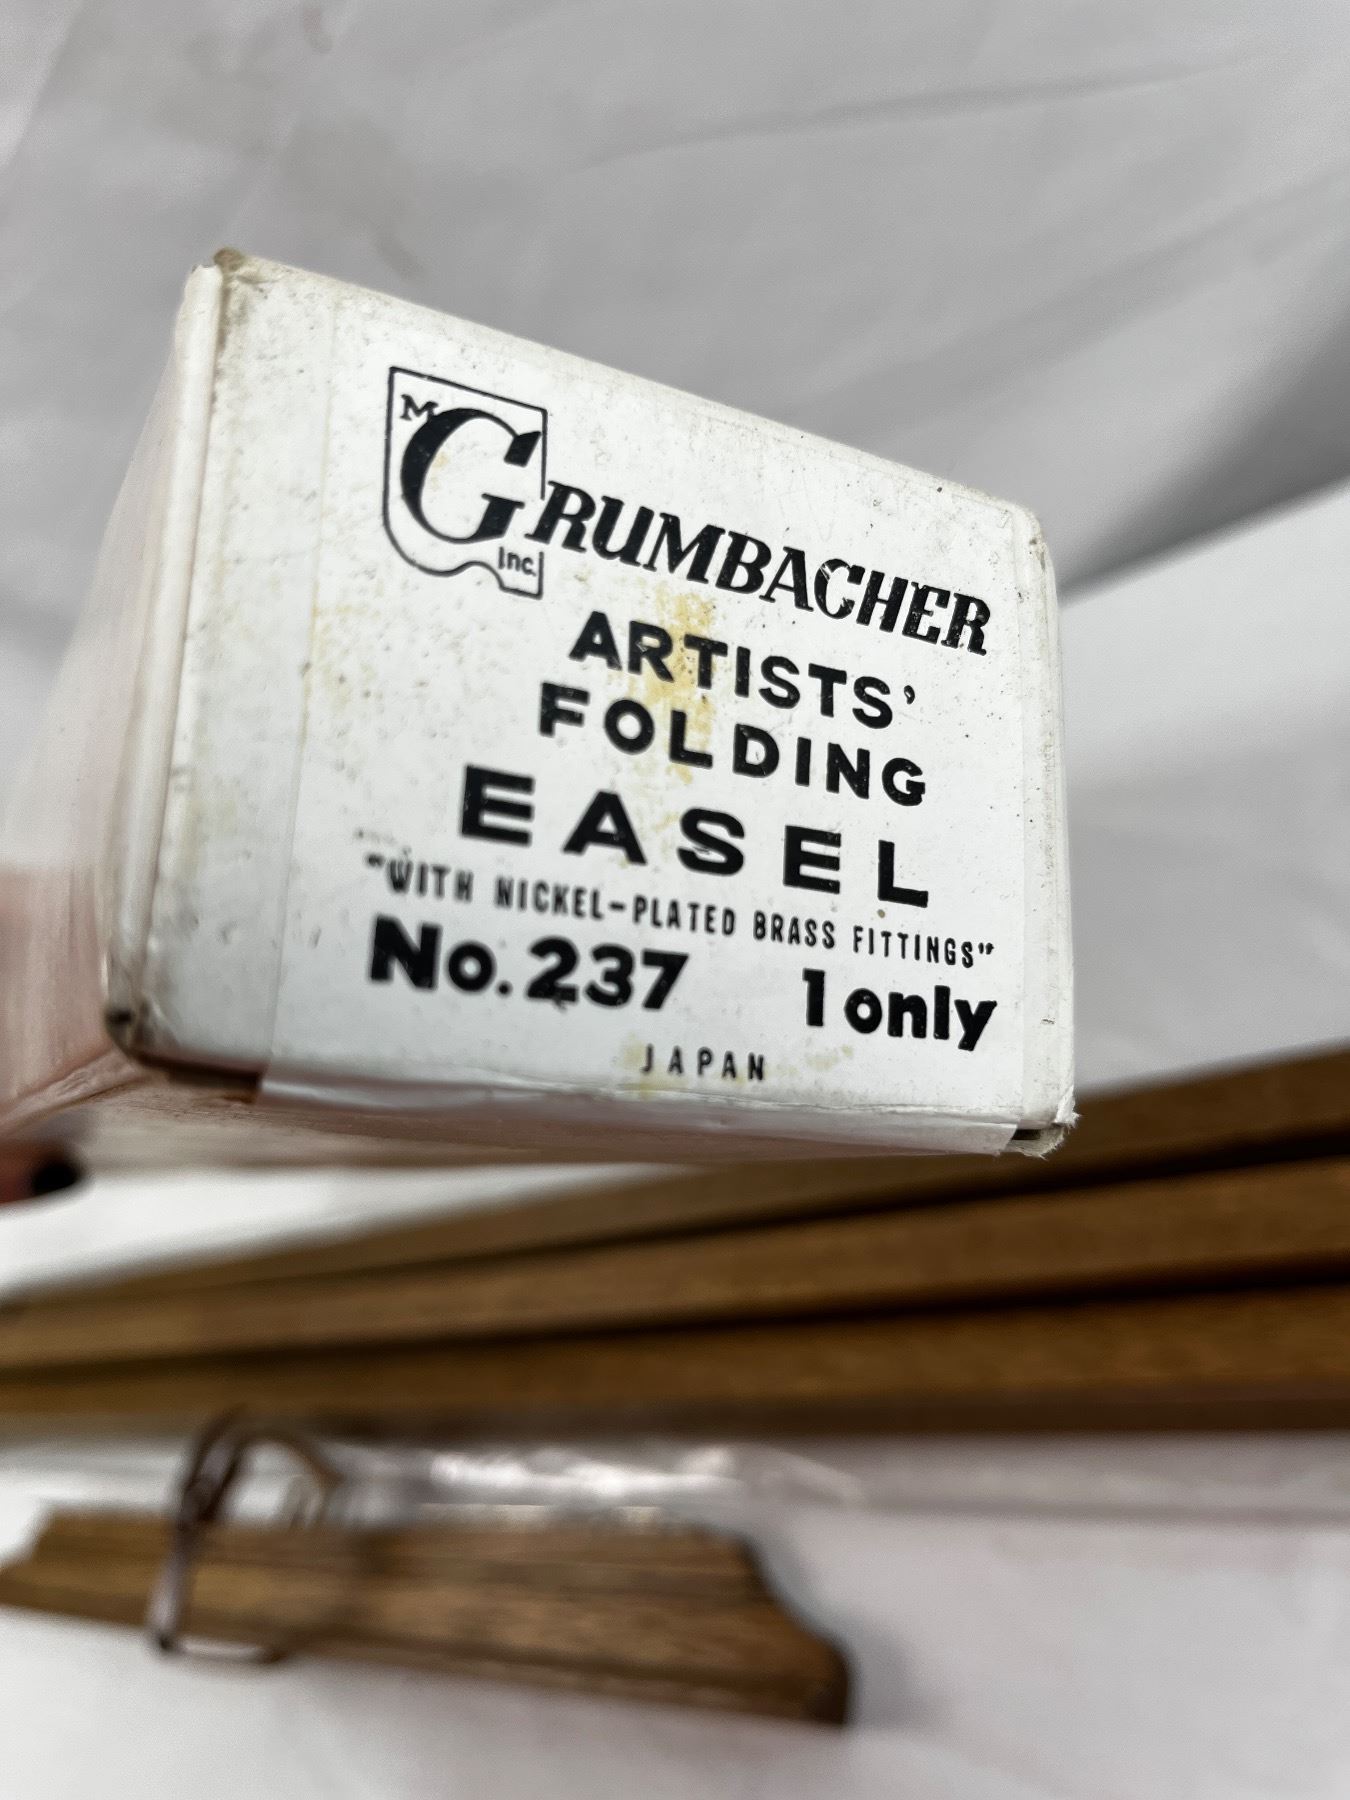 M. GRUMBACHER
Inc.
ARTISTS'
FOLDING
EASEL
"WITH NICKEL-PLATED BRASS FITTINGS"
No. 237 1 only
JAPAN